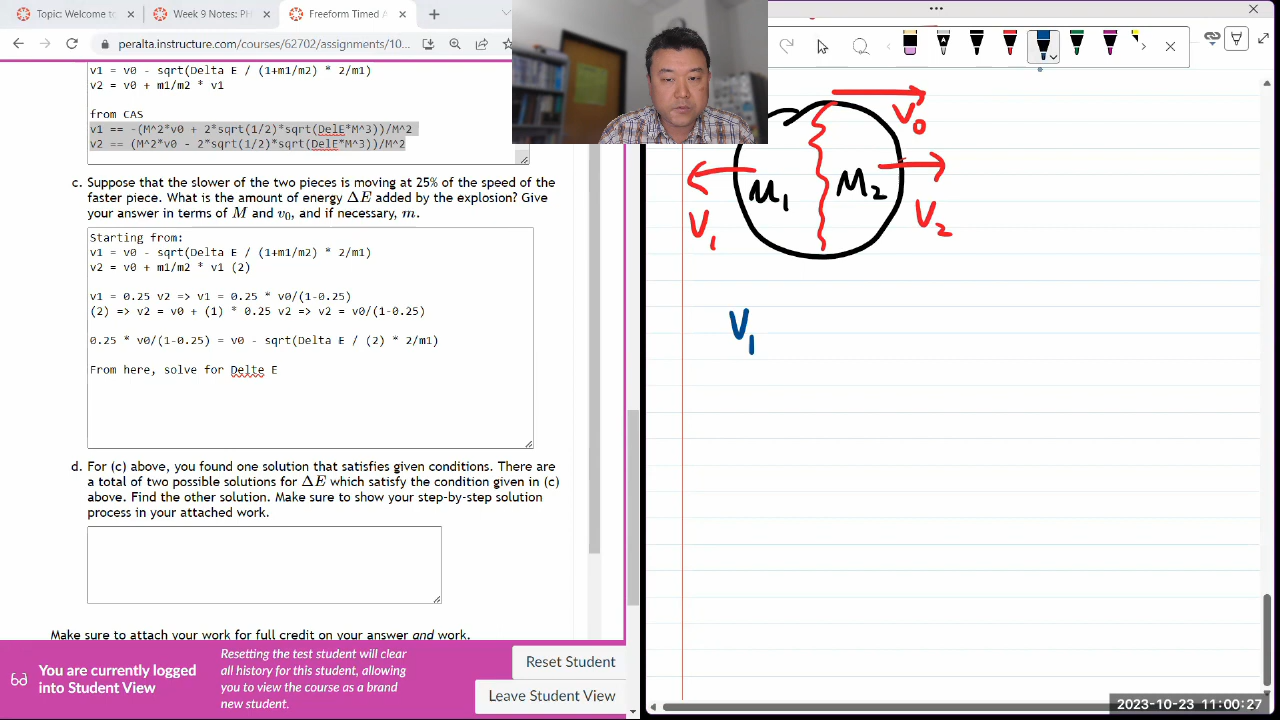 Topic: Welcome to
Week 9 Notes PH
Freeform Timed A
peralta.instructure.com/courses/62709/assignments/10...
v1 = v0 - sqrt(Delta E / (1+m1/m2) * 2/m1)
v2 = v0 + m1/m2 * v1
from CAS
v1 == -(M^2*v0 + 2*sqrt(1/2)*sqrt(DelE*M^3))/M^2
c. Suppose that the slower of the two pieces is moving at 25% of the speed of the
faster piece. What is the amount of energy ΔE added by the explosion? Give
your answer in terms of M and v₀, and if necessary, m.
Starting from:
v1 = v0 - sqrt(Delta E / (1+m1/m2) * 2/m1)
v2 = v0 + m1/m2 * v1 (2)
v1 = 0.25 v2 => v1 = 0.25 * v0/(1-0.25)
(2) => v2 = v0 + (1) * 0.25 v2 => v2 = v0/(1-0.25)
0.25 * v0/(1-0.25) = v0 - sqrt(Delta E / (2) * 2/m1)
From here, solve for Delte E
d. For (c) above, you found one solution that satisfies given conditions. There are
a total of two possible solutions for ΔE which satisfy the condition given in (c)
above. Find the other solution. Make sure to show your step-by-step solution
process in your attached work.
Make sure to attach your work for full credit on your answer and work.
You are currently logged
into Student View
Resetting the test student will clear
all history for this student, allowing
you to view the course as a brand
new student.
Reset Student
Leave Student View
V₀
M₁ M₂
V₁ V₂
V₁
2023-10-23 11:00:27